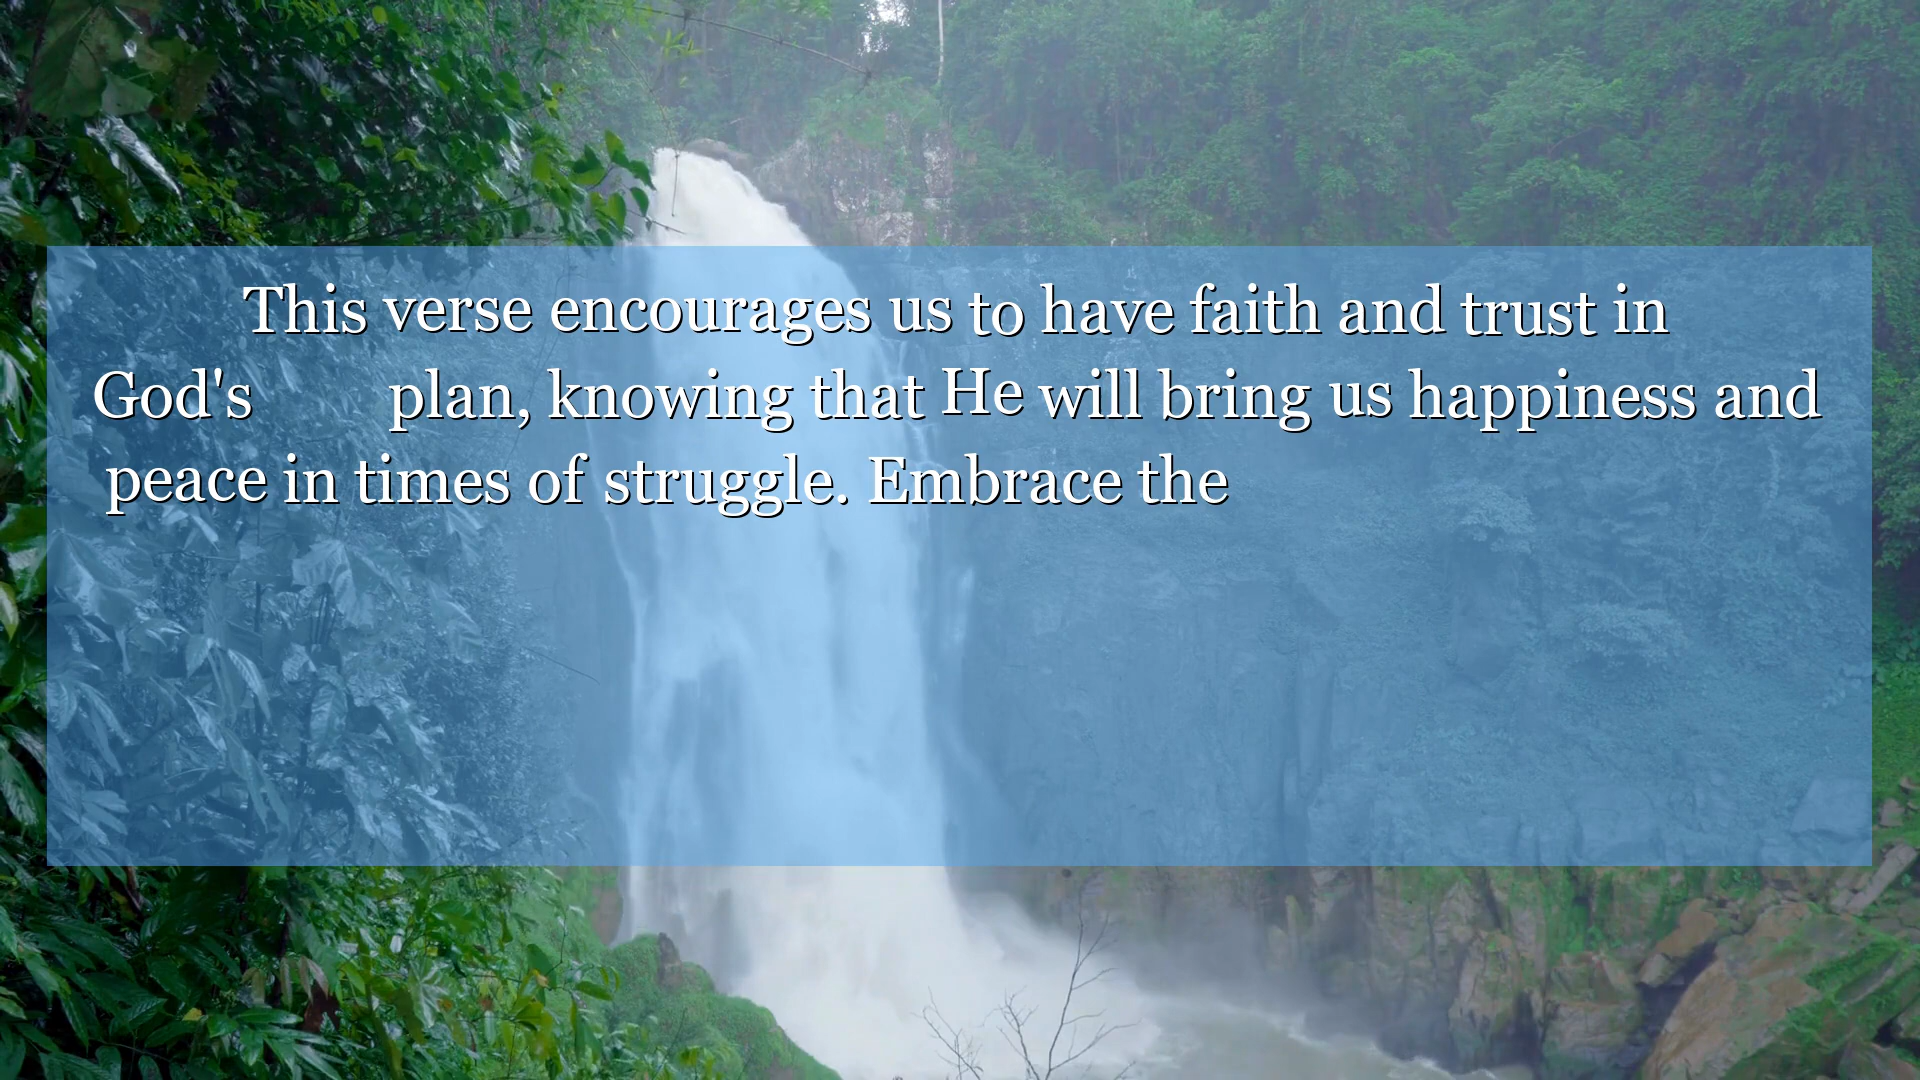 This verse encourages us to have faith and trust in
God's plan, knowing that He will bring us happiness and
peace in times of struggle. Embrace the